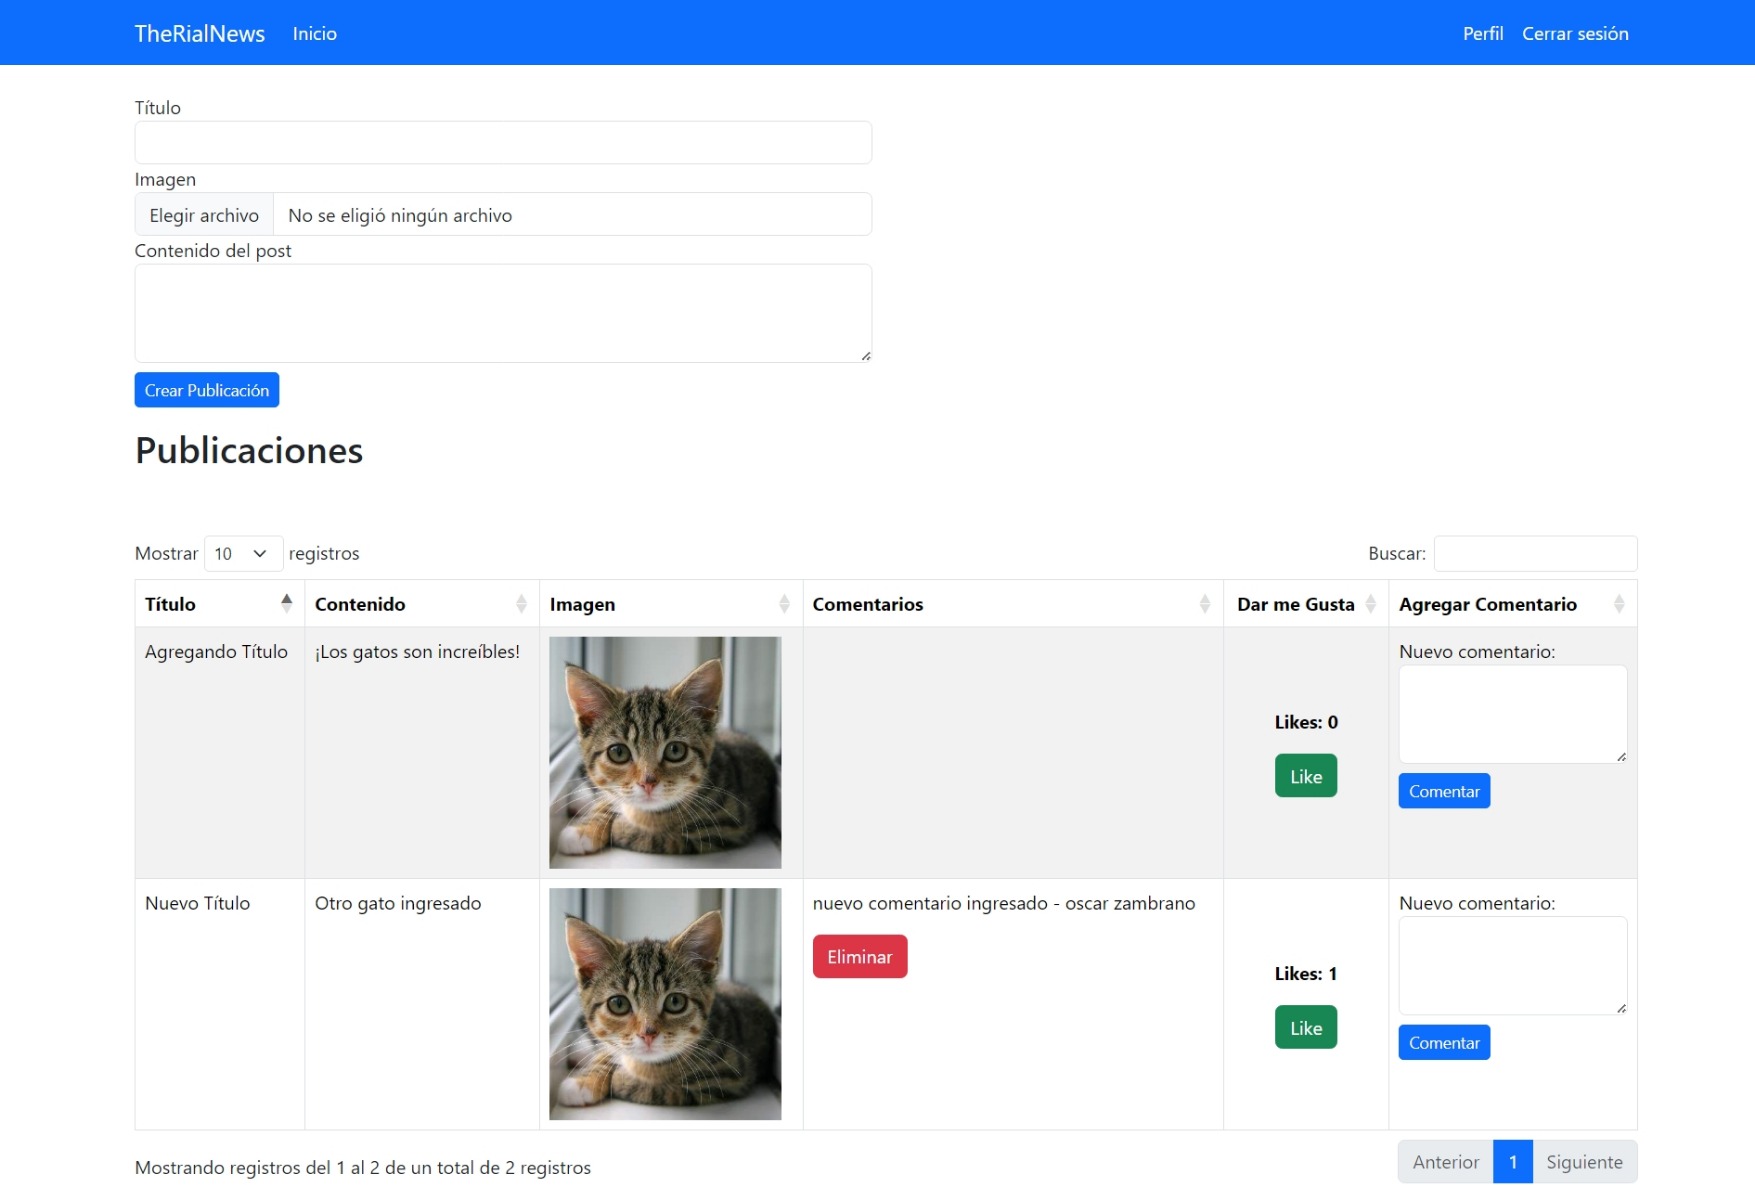 TheRialNews Inicio Perfil Cerrar sesión
Título
Imagen
Elegir archivo No se eligió ningún archivo
Contenido del post
Crear Publicación
Publicaciones
Mostrar 10 registros Buscar:
Título Contenido Imagen Comentarios Dar me Gusta Agregar Comentario
Agregando Título ¡Los gatos son increíbles! Nuevo comentario:
Likes: 0
Like
Comentar
Nuevo Título Otro gato ingresado nuevo comentario ingresado - oscar zambrano Nuevo comentario:
Eliminar
Likes: 1
Like
Comentar
Mostrando registros del 1 al 2 de un total de 2 registros Anterior 1 Siguiente